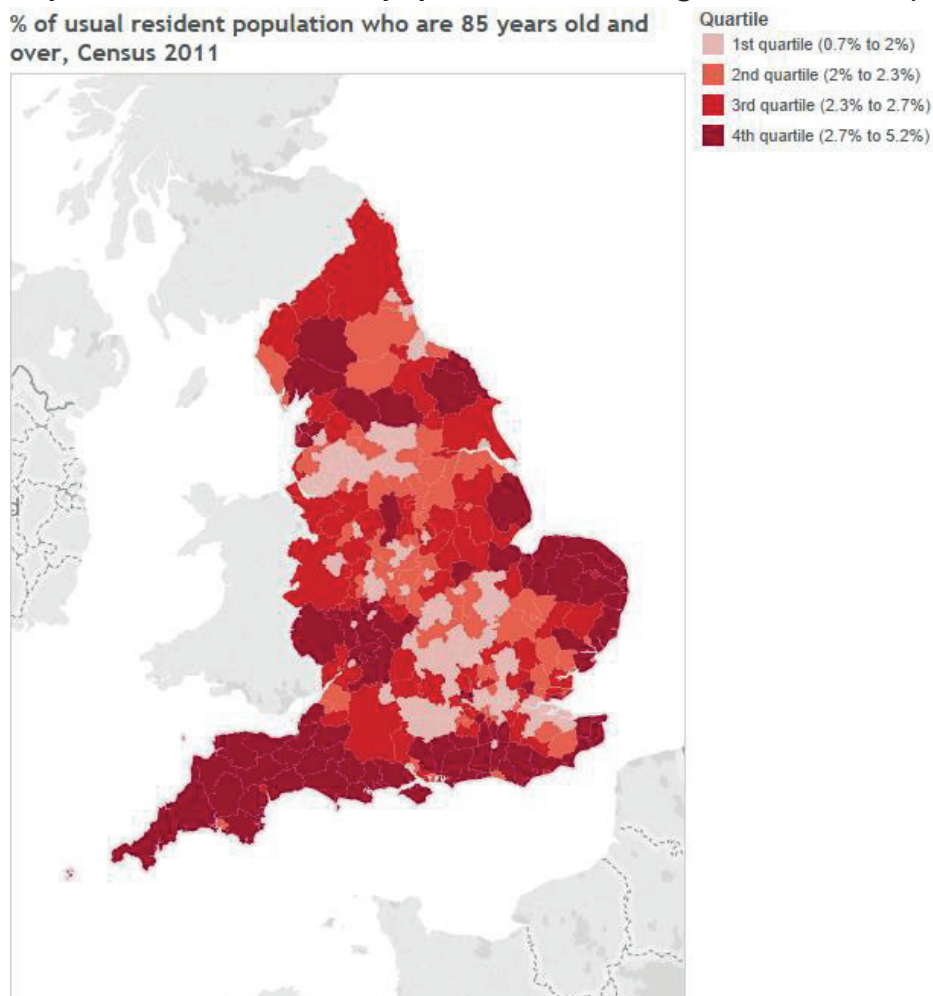 % of usual resident population who are 85 years old and
over, Census 2011
Quartile
1st quartile (0.7% to 2%)
2nd quartile (2% to 2.3%)
3rd quartile (2.3% to 2.7%)
4th quartile (2.7% to 5.2%)
d